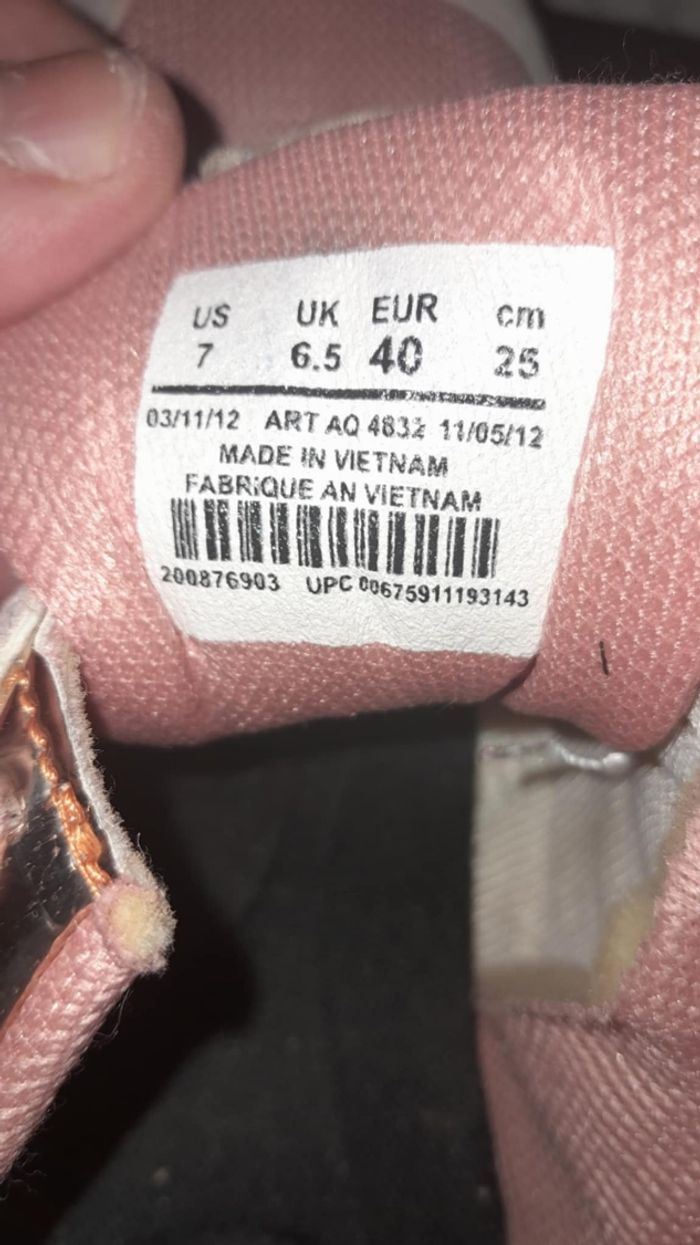 US UK EUR cm
7 6.5 40 25
03/11/12 ART AQ 4832 11/05/12
MADE IN VIETNAM
FABRIQUE AN VIETNAM
200876903 UPC 00675911193143